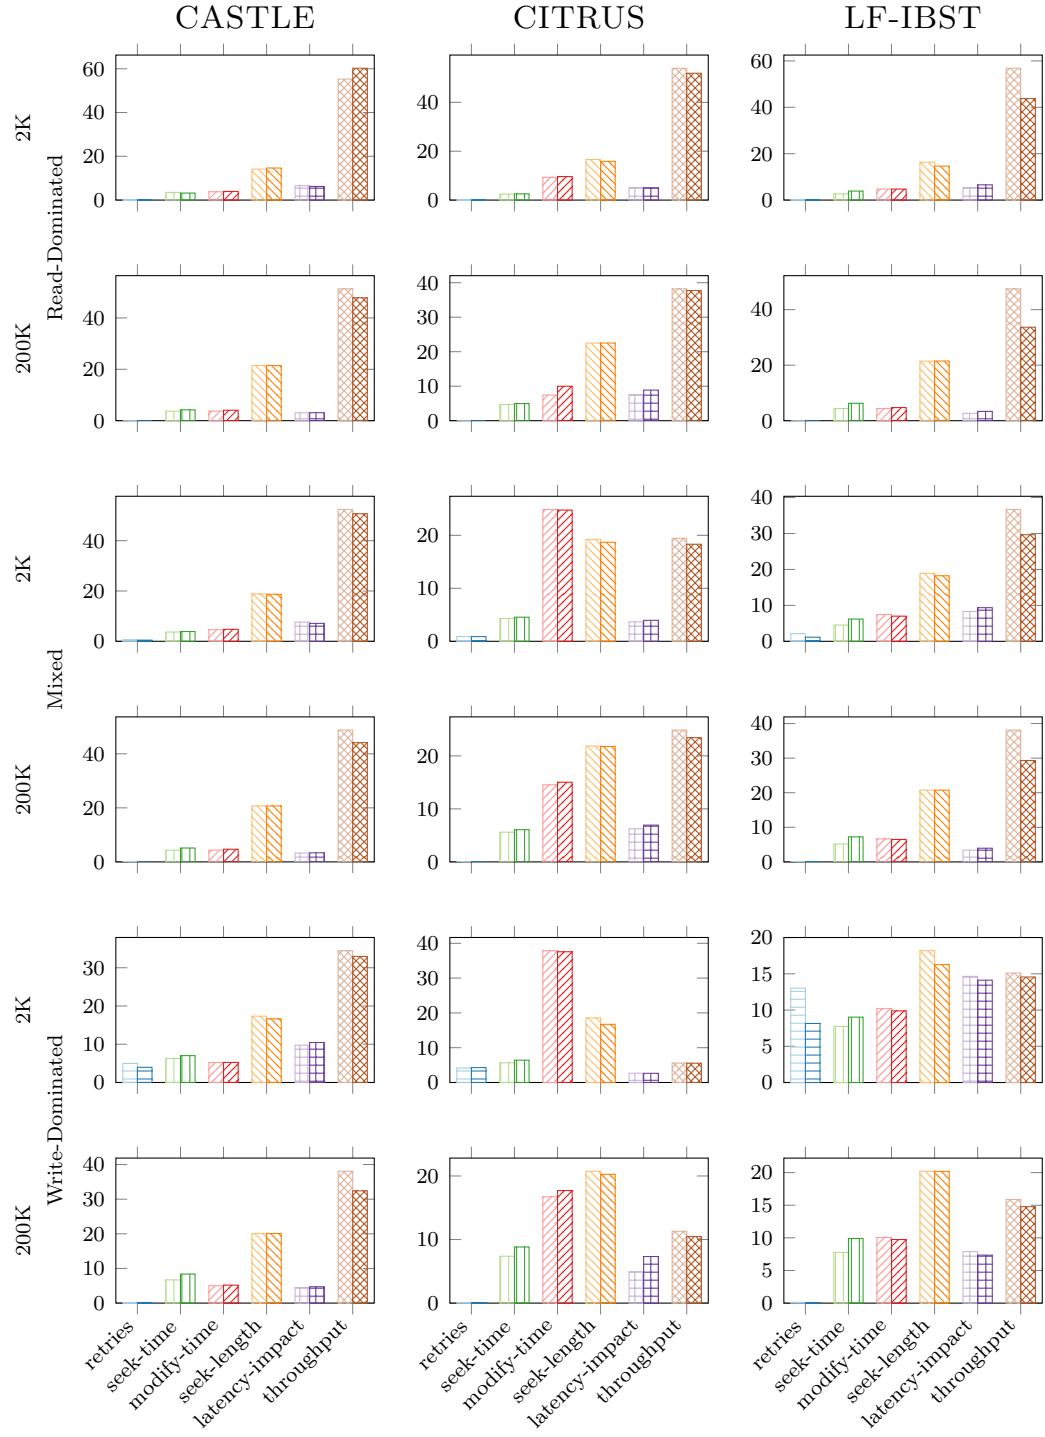 CASTLE CITRUS LF-IBST
Read-Dominated
2K
60
40
20
0
40
20
0
60
40
20
0
200K
40
20
0
40
30
20
10
0
40
20
0
Mixed
2K
40
20
0
20
10
0
40
30
20
10
0
200K
40
20
0
20
10
0
40
30
20
10
0
Write-Dominated
2K
30
20
10
0
40
30
20
10
0
20
15
10
5
0
200K
40
30
20
10
0
20
10
0
20
15
10
5
0
retries
seek-time
modify-time
seek-length
latency-impact
throughput
retries
seek-time
modify-time
seek-length
latency-impact
throughput
retries
seek-time
modify-time
seek-length
latency-impact
throughput